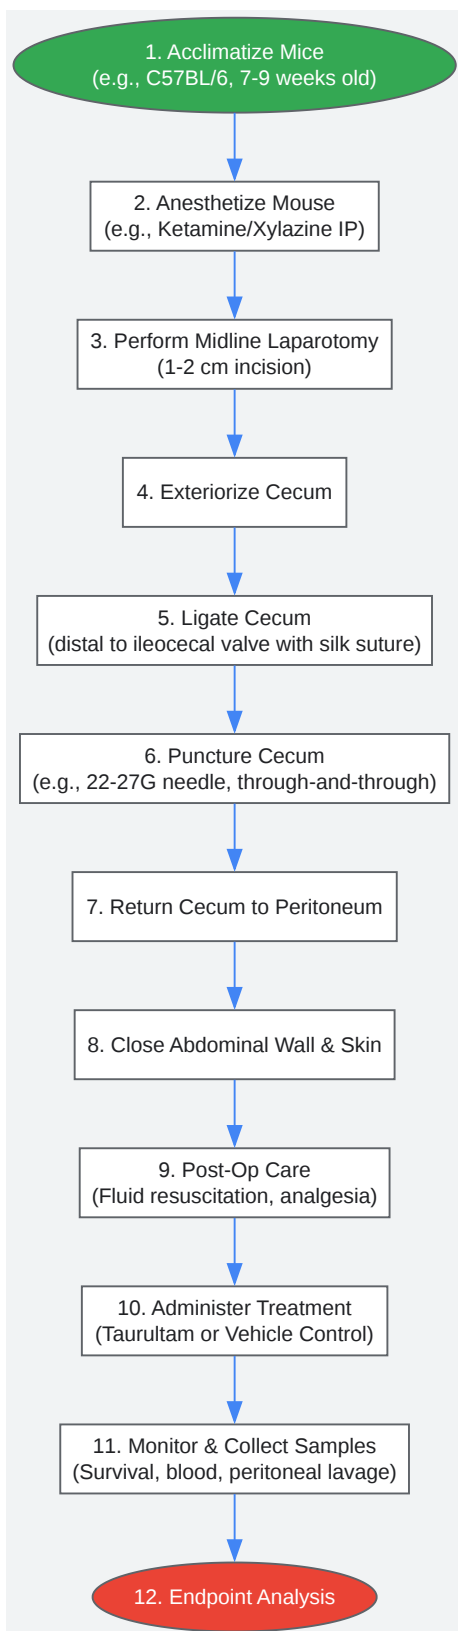 1. Acclimatize Mice
(e.g., C57BL/6, 7-9 weeks old)
2. Anesthetize Mouse
(e.g., Ketamine/Xylazine IP)
3. Perform Midline Laparotomy
(1-2 cm incision)
4. Exteriorize Cecum
5. Ligate Cecum
(distal to ileocecal valve with silk suture)
6. Puncture Cecum
(e.g., 22-27G needle, through-and-through)
7. Return Cecum to Peritoneum
8. Close Abdominal Wall & Skin
9. Post-Op Care
(Fluid resuscitation, analgesia)
10. Administer Treatment
(Taurultam or Vehicle Control)
11. Monitor & Collect Samples
(Survival, blood, peritoneal lavage)
12. Endpoint Analysis